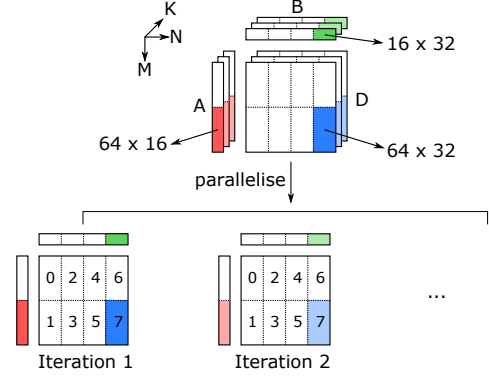 K
N
M
B
16 x 32
A
D
64 x 16
64 x 32
parallelise
0 2 4 6
1 3 5 7
Iteration 1
0 2 4 6
1 3 5 7
Iteration 2
...